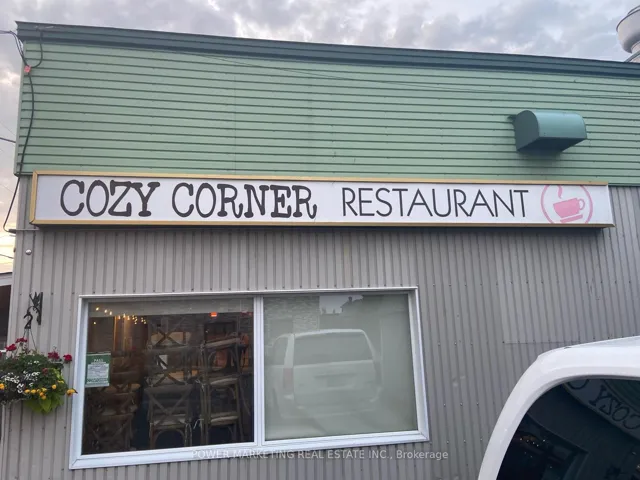 COZY CORNER RESTAURANT
POWER MARKETING REAL ESTATE INC., Brokerage